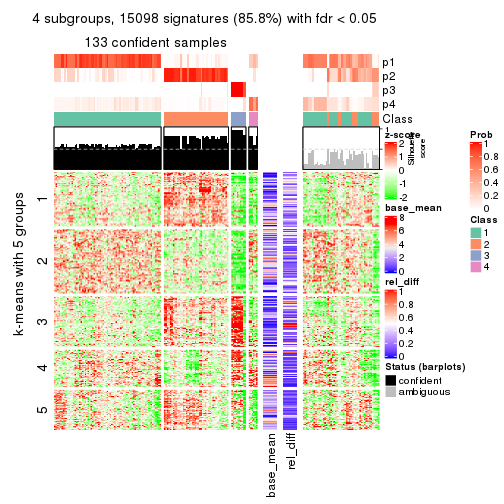 4 subgroups, 15098 signatures (85.8%) with fdr < 0.05
133 confident samples
p1
p2
p3
p4
Class
1
Silhouette
score
k-means with 5 groups
1
2
3
4
5
base_mean
rel_diff
z-score
2
1
0
-1
-2
base_mean
8
6
4
2
0
rel_diff
1
0.8
0.6
0.4
0.2
0
Status (barplots)
confident
ambiguous
Prob
1
0.8
0.6
0.4
0.2
0
Class
1
2
3
4